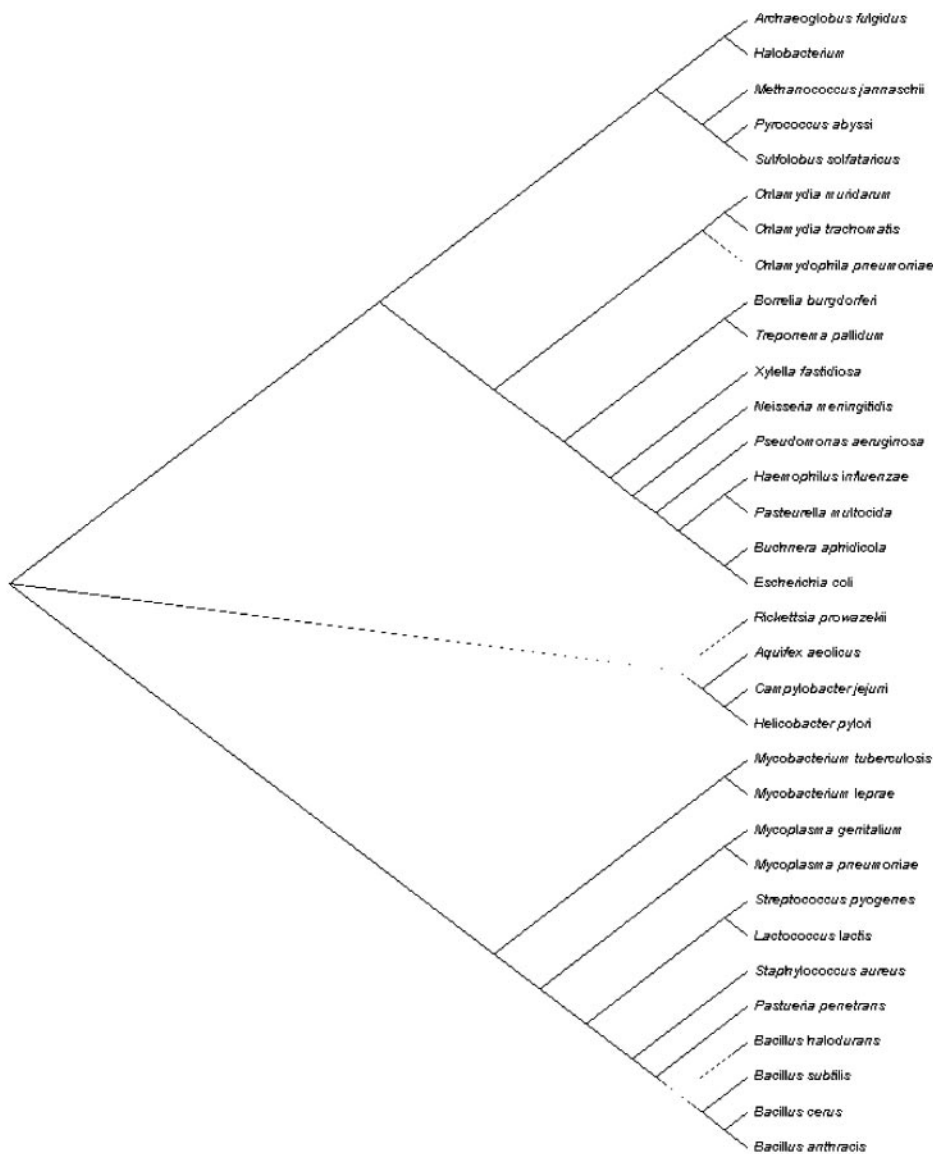 Archaeoglobus fulgidus
Halobacterium
Methanococcus jannaschii
Pyrococcus abyssi
Sulfolobus solfataricus
Chlamydia muridarum
Chlamydia trachomatis
Chlamydophila pneumoniae
Borrelia burgdorferi
Treponema pallidum
Xylella fastidiosa
Neisseria meningitidis
Pseudomonas aeruginosa
Haemophilus influenzae
Pasteurella multocida
Buchnera aphidicola
Escherichia coli
Rickettsia prowazekii
Aquifex aeolicus
Campylobacter jejuni
Helicobacter pylori
Mycobacterium tuberculosis
Mycobacterium leprae
Mycoplasma genitalium
Mycoplasma pneumoniae
Streptococcus pyogenes
Lactococcus lactis
Staphylococcus aureus
Pastueria penetrans
Bacillus halodurans
Bacillus subtilis
Bacillus cerus
Bacillus anthracis